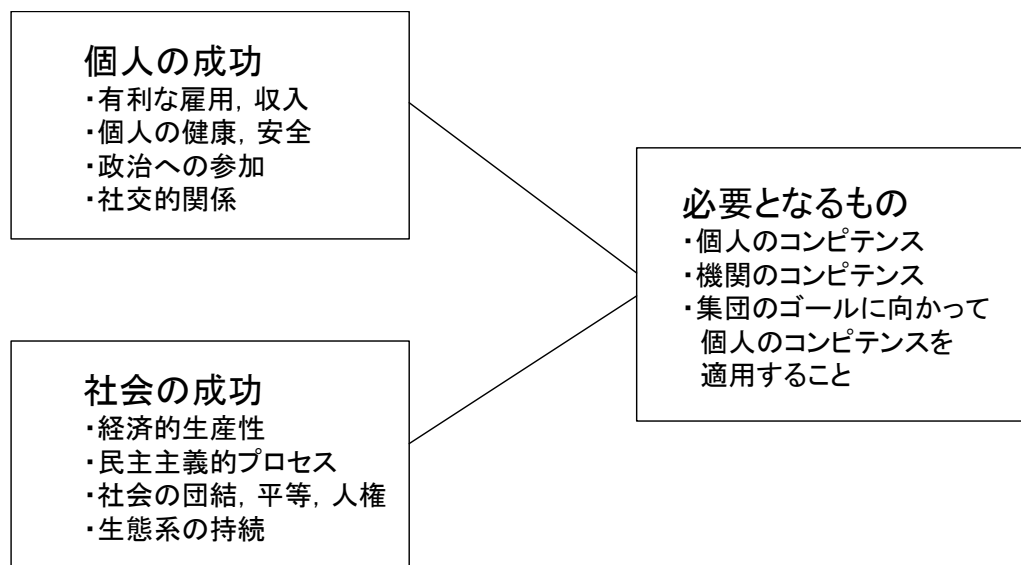 個人の成功
・有利な雇用, 収入
・個人の健康, 安全
・政治への参加
・社交的関係
必要となるもの
・個人のコンピテンス
・機関のコンピテンス
・集団のゴールに向かって
個人のコンピテンスを
適用すること
社会の成功
・経済的生産性
・民主主義的プロセス
・社会の団結, 平等, 人権
・生態系の持続